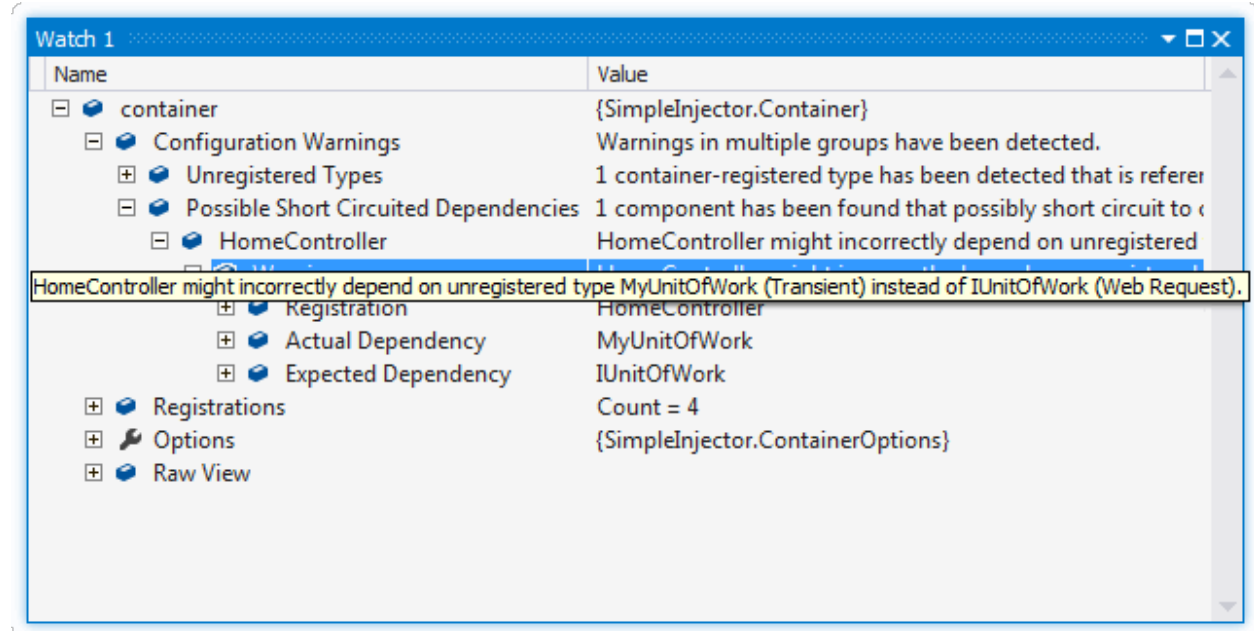 Watch 1
Name Value
container {SimpleInjector.Container}
Configuration Warnings Warnings in multiple groups have been detected.
Unregistered Types 1 container-registered type has been detected that is
Possible Short Circuited Dependencies 1 component has been found that possibly short circuit to
HomeController HomeController might incorrectly depend on unregistered
HomeController might incorrectly depend on unregistered type MyUnitOfWork (Transient) instead of IUnitOfWork (Web Request).
Registration HomeController
Actual Dependency MyUnitOfWork
Expected Dependency IUnitOfWork
Registrations Count = 4
Options {SimpleInjector.ContainerOptions}
Raw View